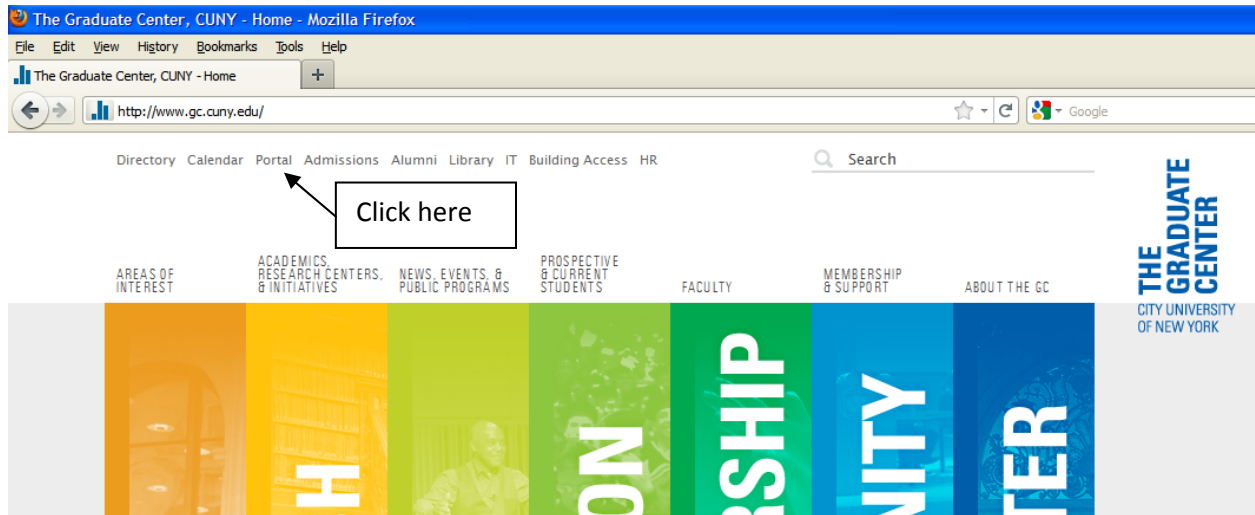 The Graduate Center, CUNY - Home - Mozilla Firefox
File Edit View History Bookmarks Tools Help
The Graduate Center, CUNY - Home +
http://www.gc.cuny.edu/ Google
Directory Calendar Portal Admissions Alumni Library IT Building Access HR Search
Click here
AREAS OF
INTEREST
ACADEMICS,
RESEARCH CENTERS,
& INITIATIVES
NEWS, EVENTS, &
PUBLIC PROGRAMS
PROSPECTIVE
& CURRENT
STUDENTS
FACULTY
MEMBERSHIP
& SUPPORT
ABOUT THE GC
THE
GRADUATE
CENTER
CITY UNIVERSITY
OF NEW YORK
H
ON
RSHIP
NITY
TER